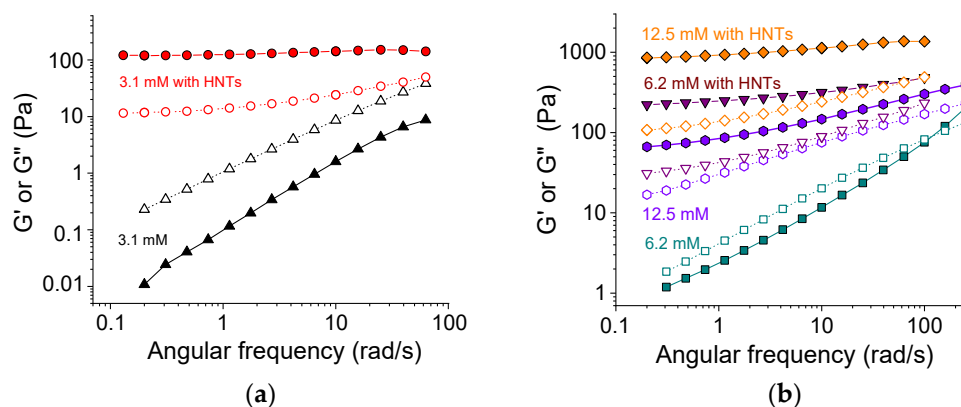 G' or G" (Pa)
100
10
1
0.1
0.01
3.1 mM with HNTs
3.1 mM
0.1
1
10
100
Angular frequency (rad/s)
(a)
G' or G" (Pa)
1000
100
10
1
12.5 mM with HNTs
6.2 mM with HNTs
12.5 mM
6.2 mM
0.1
1
10
100
Angular frequency (rad/s)
(b)